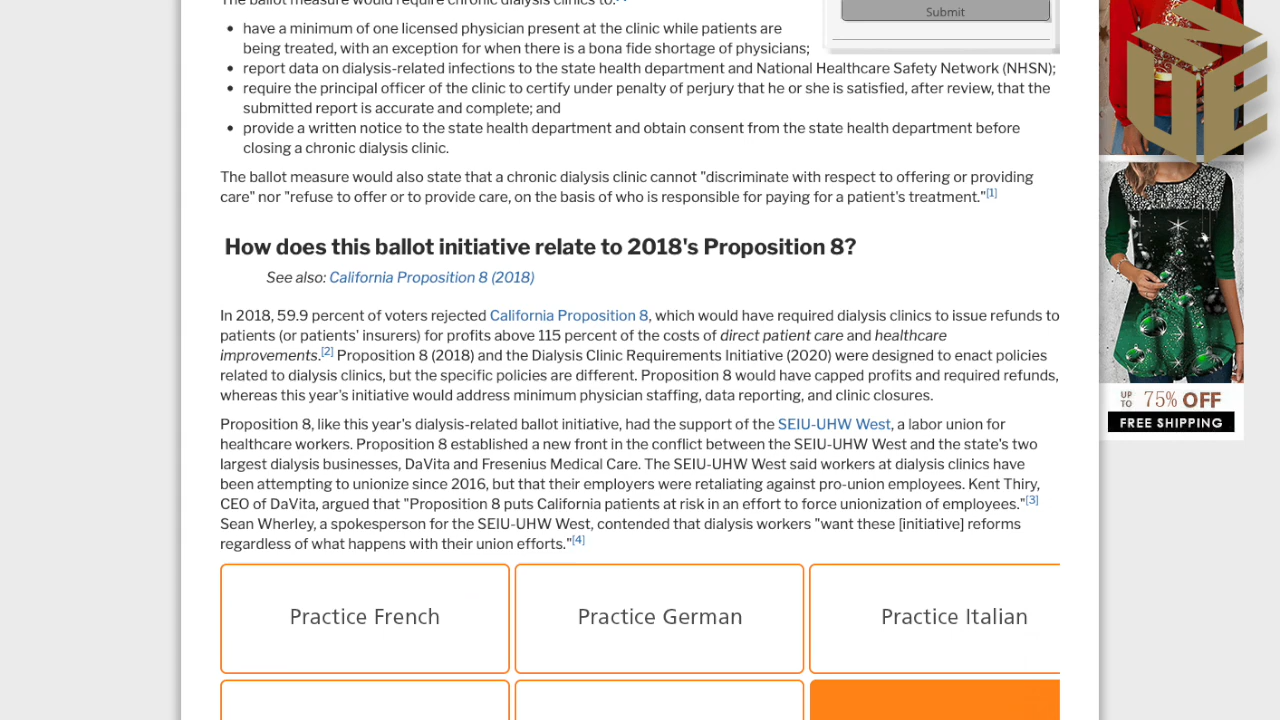 The ballot measure would require chronic dialysis clinics to:
Submit
• have a minimum of one licensed physician present at the clinic while patients are
being treated, with an exception for when there is a bona fide shortage of physicians;
• report data on dialysis-related infections to the state health department and National Healthcare Safety Network (NHSN);
• require the principal officer of the clinic to certify under penalty of perjury that he or she is satisfied, after review, that the
submitted report is accurate and complete; and
• provide a written notice to the state health department and obtain consent from the state health department before
closing a chronic dialysis clinic.
The ballot measure would also state that a chronic dialysis clinic cannot "discriminate with respect to offering or providing
care" nor "refuse to offer or to provide care, on the basis of who is responsible for paying for a patient's treatment."[1]
How does this ballot initiative relate to 2018's Proposition 8?
See also: California Proposition 8 (2018)
In 2018, 59.9 percent of voters rejected California Proposition 8, which would have required dialysis clinics to issue refunds to
patients (or patients' insurers) for profits above 115 percent of the costs of direct patient care and healthcare
improvements.[2] Proposition 8 (2018) and the Dialysis Clinic Requirements Initiative (2020) were designed to enact policies
related to dialysis clinics, but the specific policies are different. Proposition 8 would have capped profits and required refunds,
whereas this year's initiative would address minimum physician staffing, data reporting, and clinic closures.
Proposition 8, like this year's dialysis-related ballot initiative, had the support of the SEIU-UHW West, a labor union for
healthcare workers. Proposition 8 established a new front in the conflict between the SEIU-UHW West and the state's two
largest dialysis businesses, DaVita and Fresenius Medical Care. The SEIU-UHW West said workers at dialysis clinics have
been attempting to unionize since 2016, but that their employers were retaliating against pro-union employees. Kent Thiry,
CEO of DaVita, argued that "Proposition 8 puts California patients at risk in an effort to force unionization of employees."[3]
Sean Wherley, a spokesperson for the SEIU-UHW West, contended that dialysis workers "want these [initiative] reforms
regardless of what happens with their union efforts."[4]
Practice French
Practice German
Practice Italian
UP TO 75% OFF
FREE SHIPPING